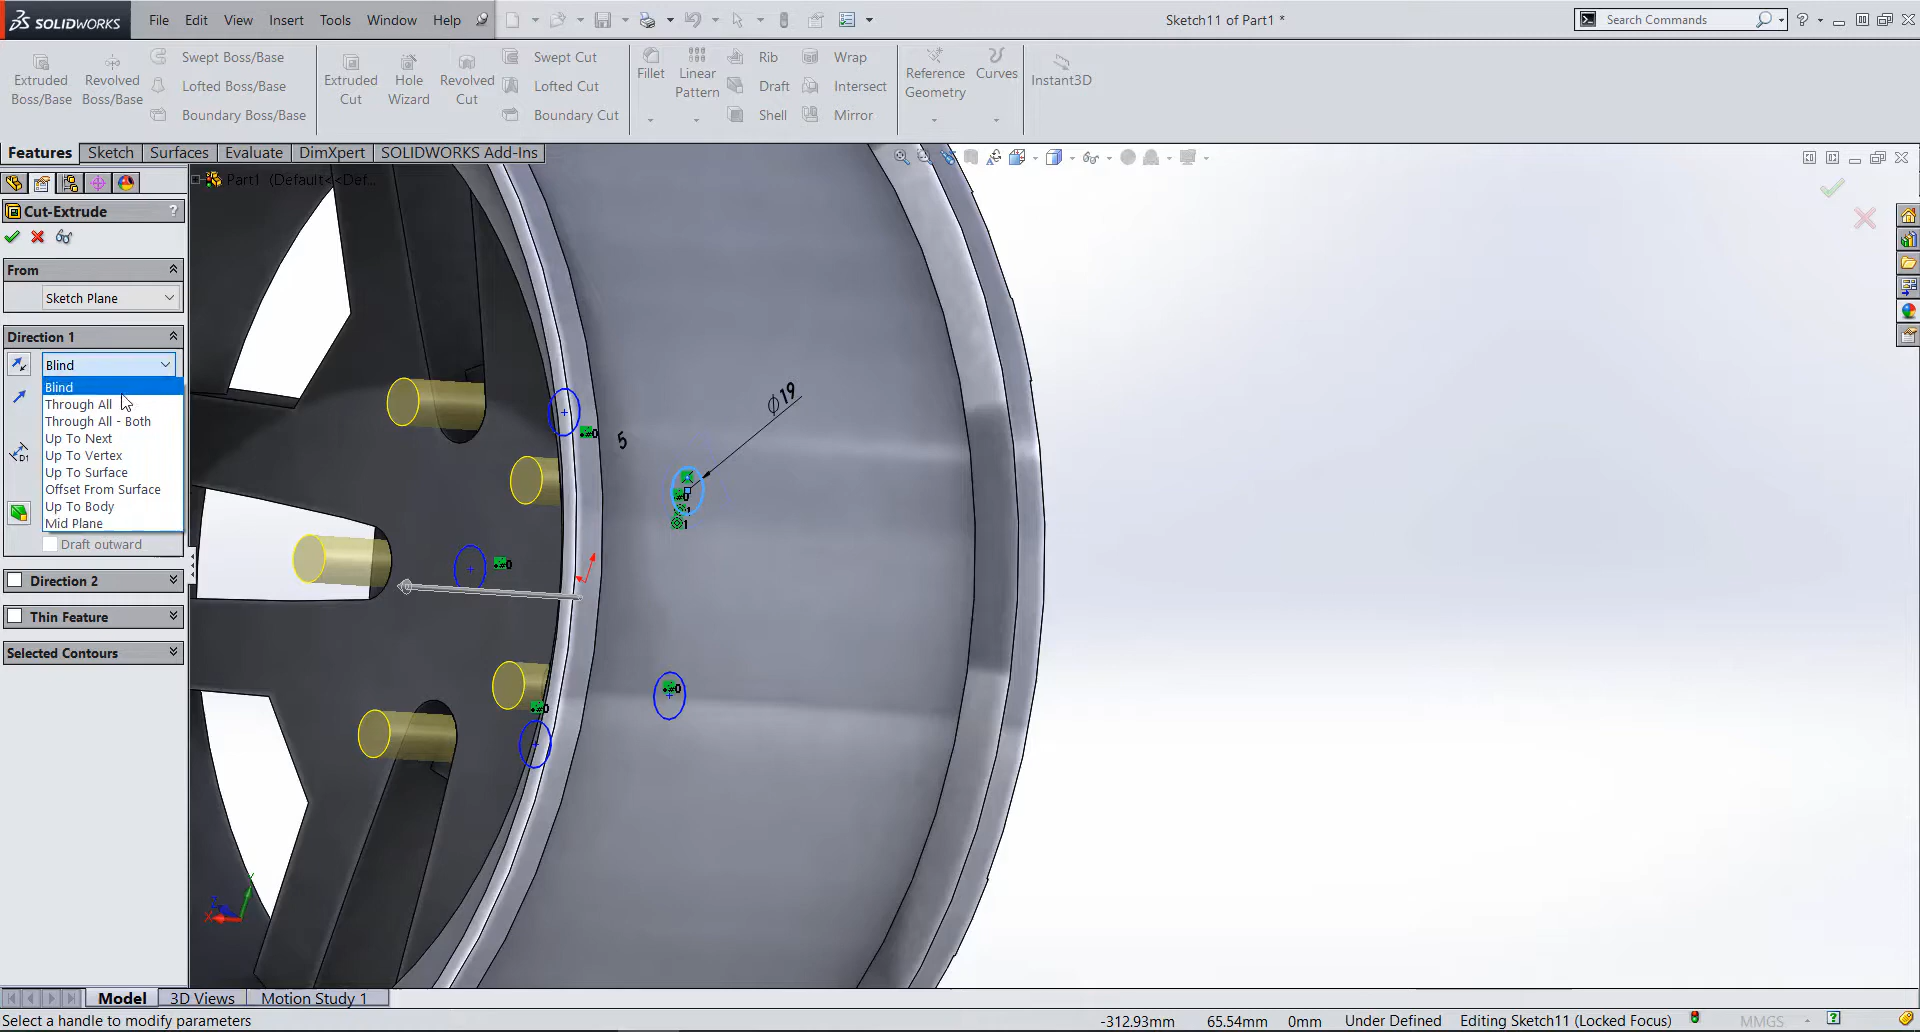 SOLIDWORKS File Edit View Insert Tools Window Help Sketch11 of Part1 * Search Commands ?
Extruded Boss/Base
Revolved Boss/Base
Swept Boss/Base
Lofted Boss/Base
Boundary Boss/Base
Extruded Cut
Hole Wizard
Revolved Cut
Swept Cut
Lofted Cut
Boundary Cut
Fillet
Linear Pattern
Rib
Draft
Shell
Wrap
Intersect
Mirror
Reference Geometry
Curves
Instant3D
Features Sketch Surfaces Evaluate DimXpert SOLIDWORKS Add-Ins
Part1 (Default<<Def...
Cut-Extrude ?
From
Sketch Plane
Direction 1
Blind
Blind
Through All
Through All - Both
Up To Next
Up To Vertex
Up To Surface
Offset From Surface
Up To Body
Mid Plane
Draft outward
Direction 2
Thin Feature
Selected Contours
Ø19
5
Model 3D Views Motion Study 1
Select a handle to modify parameters -312.93mm 65.54mm 0mm Under Defined Editing Sketch11 (Locked Focus) MMGS ?